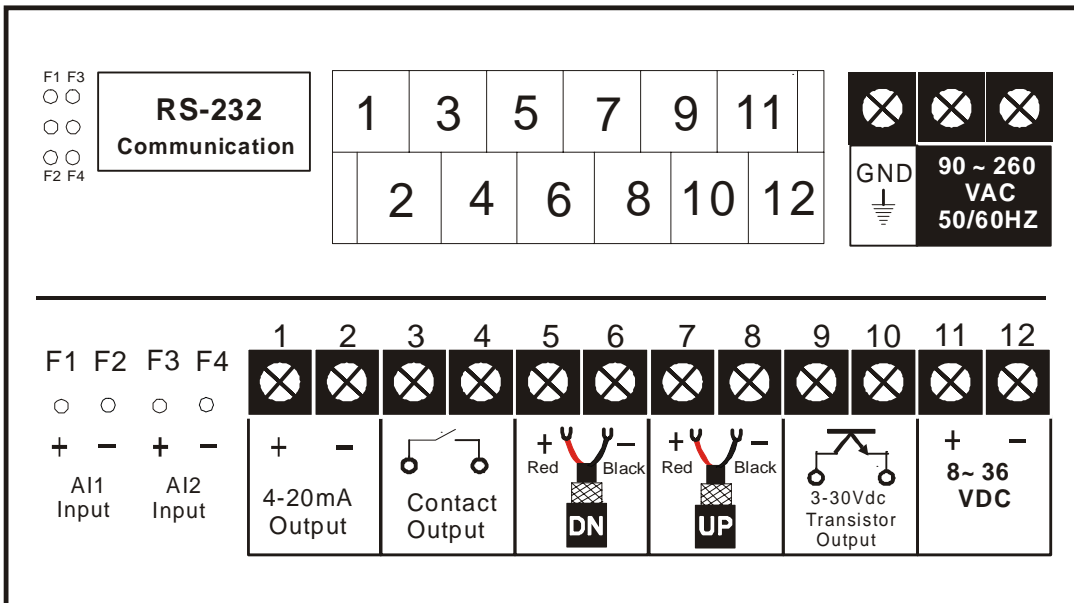 F1 F3
F2 F4
RS-232
Communication
1 3 5 7 9 11
2 4 6 8 10 12
GND
90 ~ 260
VAC
50/60HZ
F1 F2 F3 F4
+ − + −
AI1
Input
AI2
Input
1 2 3 4 5 6 7 8 9 10 11 12
+ −
4-20mA
Output
Contact
Output
+ −
Red Black
DN
+ −
Red Black
UP
3-30Vdc
Transistor
Output
+ −
8~ 36
VDC